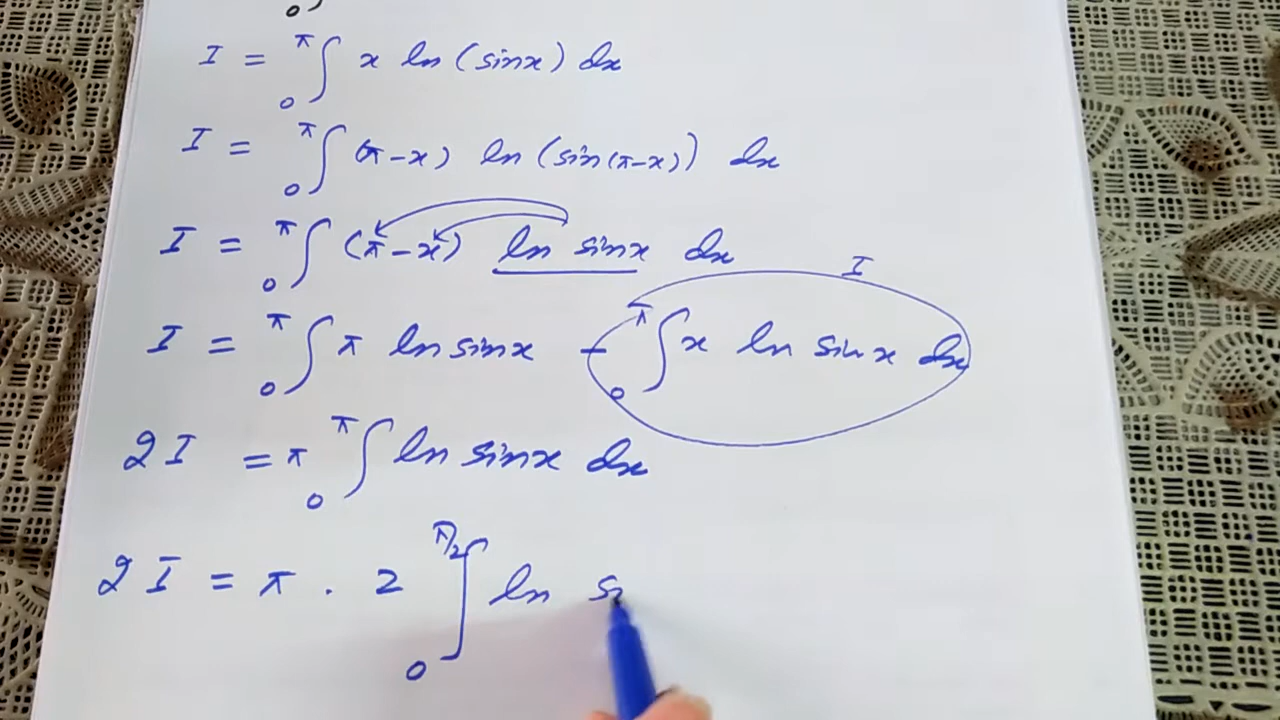 I = ∫₀^π x ln (sinx) dx
I = ∫₀^π (π-x) ln (sin(π-x)) dx
I = ∫₀^π (π-x) ln sinx dx
I
I = ∫₀^π π ln sinx - ∫₀^π x ln sinx dx
2I = π ∫₀^π ln sinx dx
2I = π . 2 ∫₀^π/2 ln s